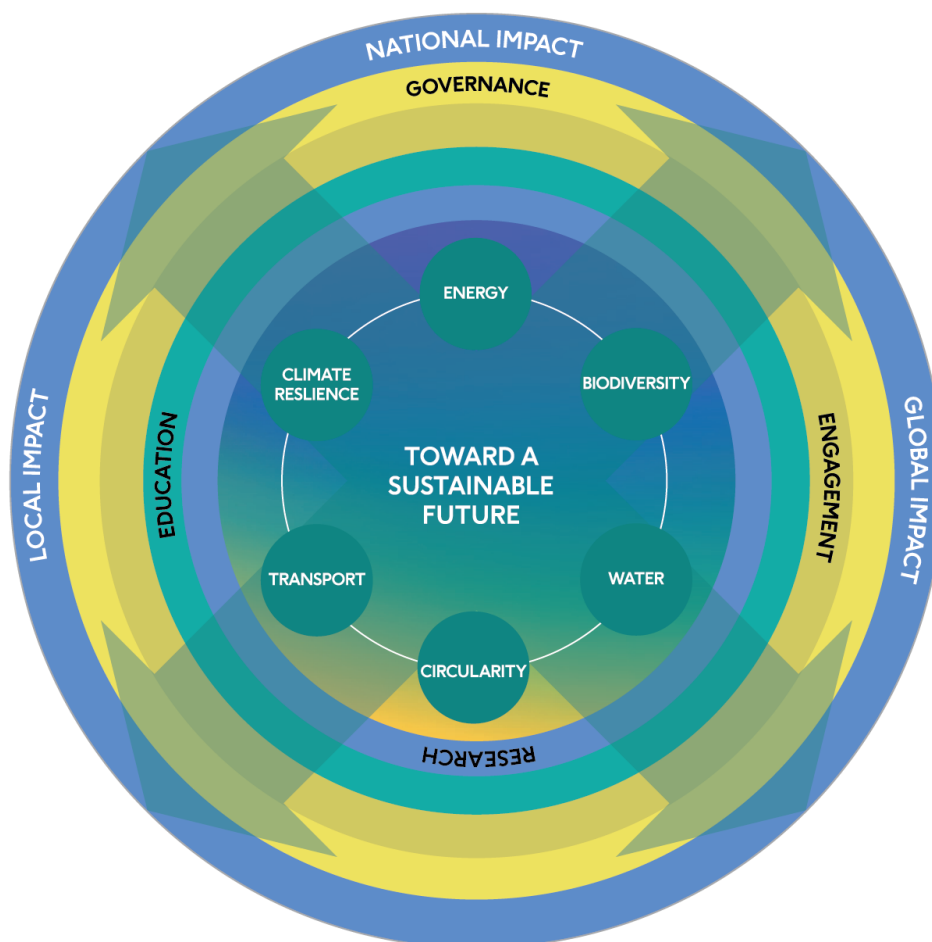 NATIONAL IMPACT
GOVERNANCE
ENERGY
CLIMATE
RESLIENCE
BIODIVERSITY
LOCAL IMPACT
EDUCATION
TOWARD A
SUSTAINABLE
FUTURE
ENGAGEMENT
GLOBAL IMPACT
TRANSPORT
WATER
CIRCULARITY
RESEARCH